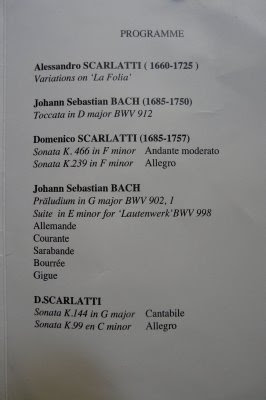 PROGRAMME
Alessandro SCARLATTI ( 1660-1725 )
Variations on 'La Folia'
Johann Sebastian BACH (1685-1750)
Toccata in D major BWV 912
Domenico SCARLATTI (1685-1757)
Sonata K. 466 in F minor Andante moderato
Sonata K.239 in F minor Allegro
Johann Sebastian BACH
Präludium in G major BWV 902, 1
Suite in E minor for 'Lautenwerk'BWV 998
Allemande
Courante
Sarabande
Bourrée
Gigue
D.SCARLATTI
Sonata K.144 in G major Cantabile
Sonata K.99 en C minor Allegro